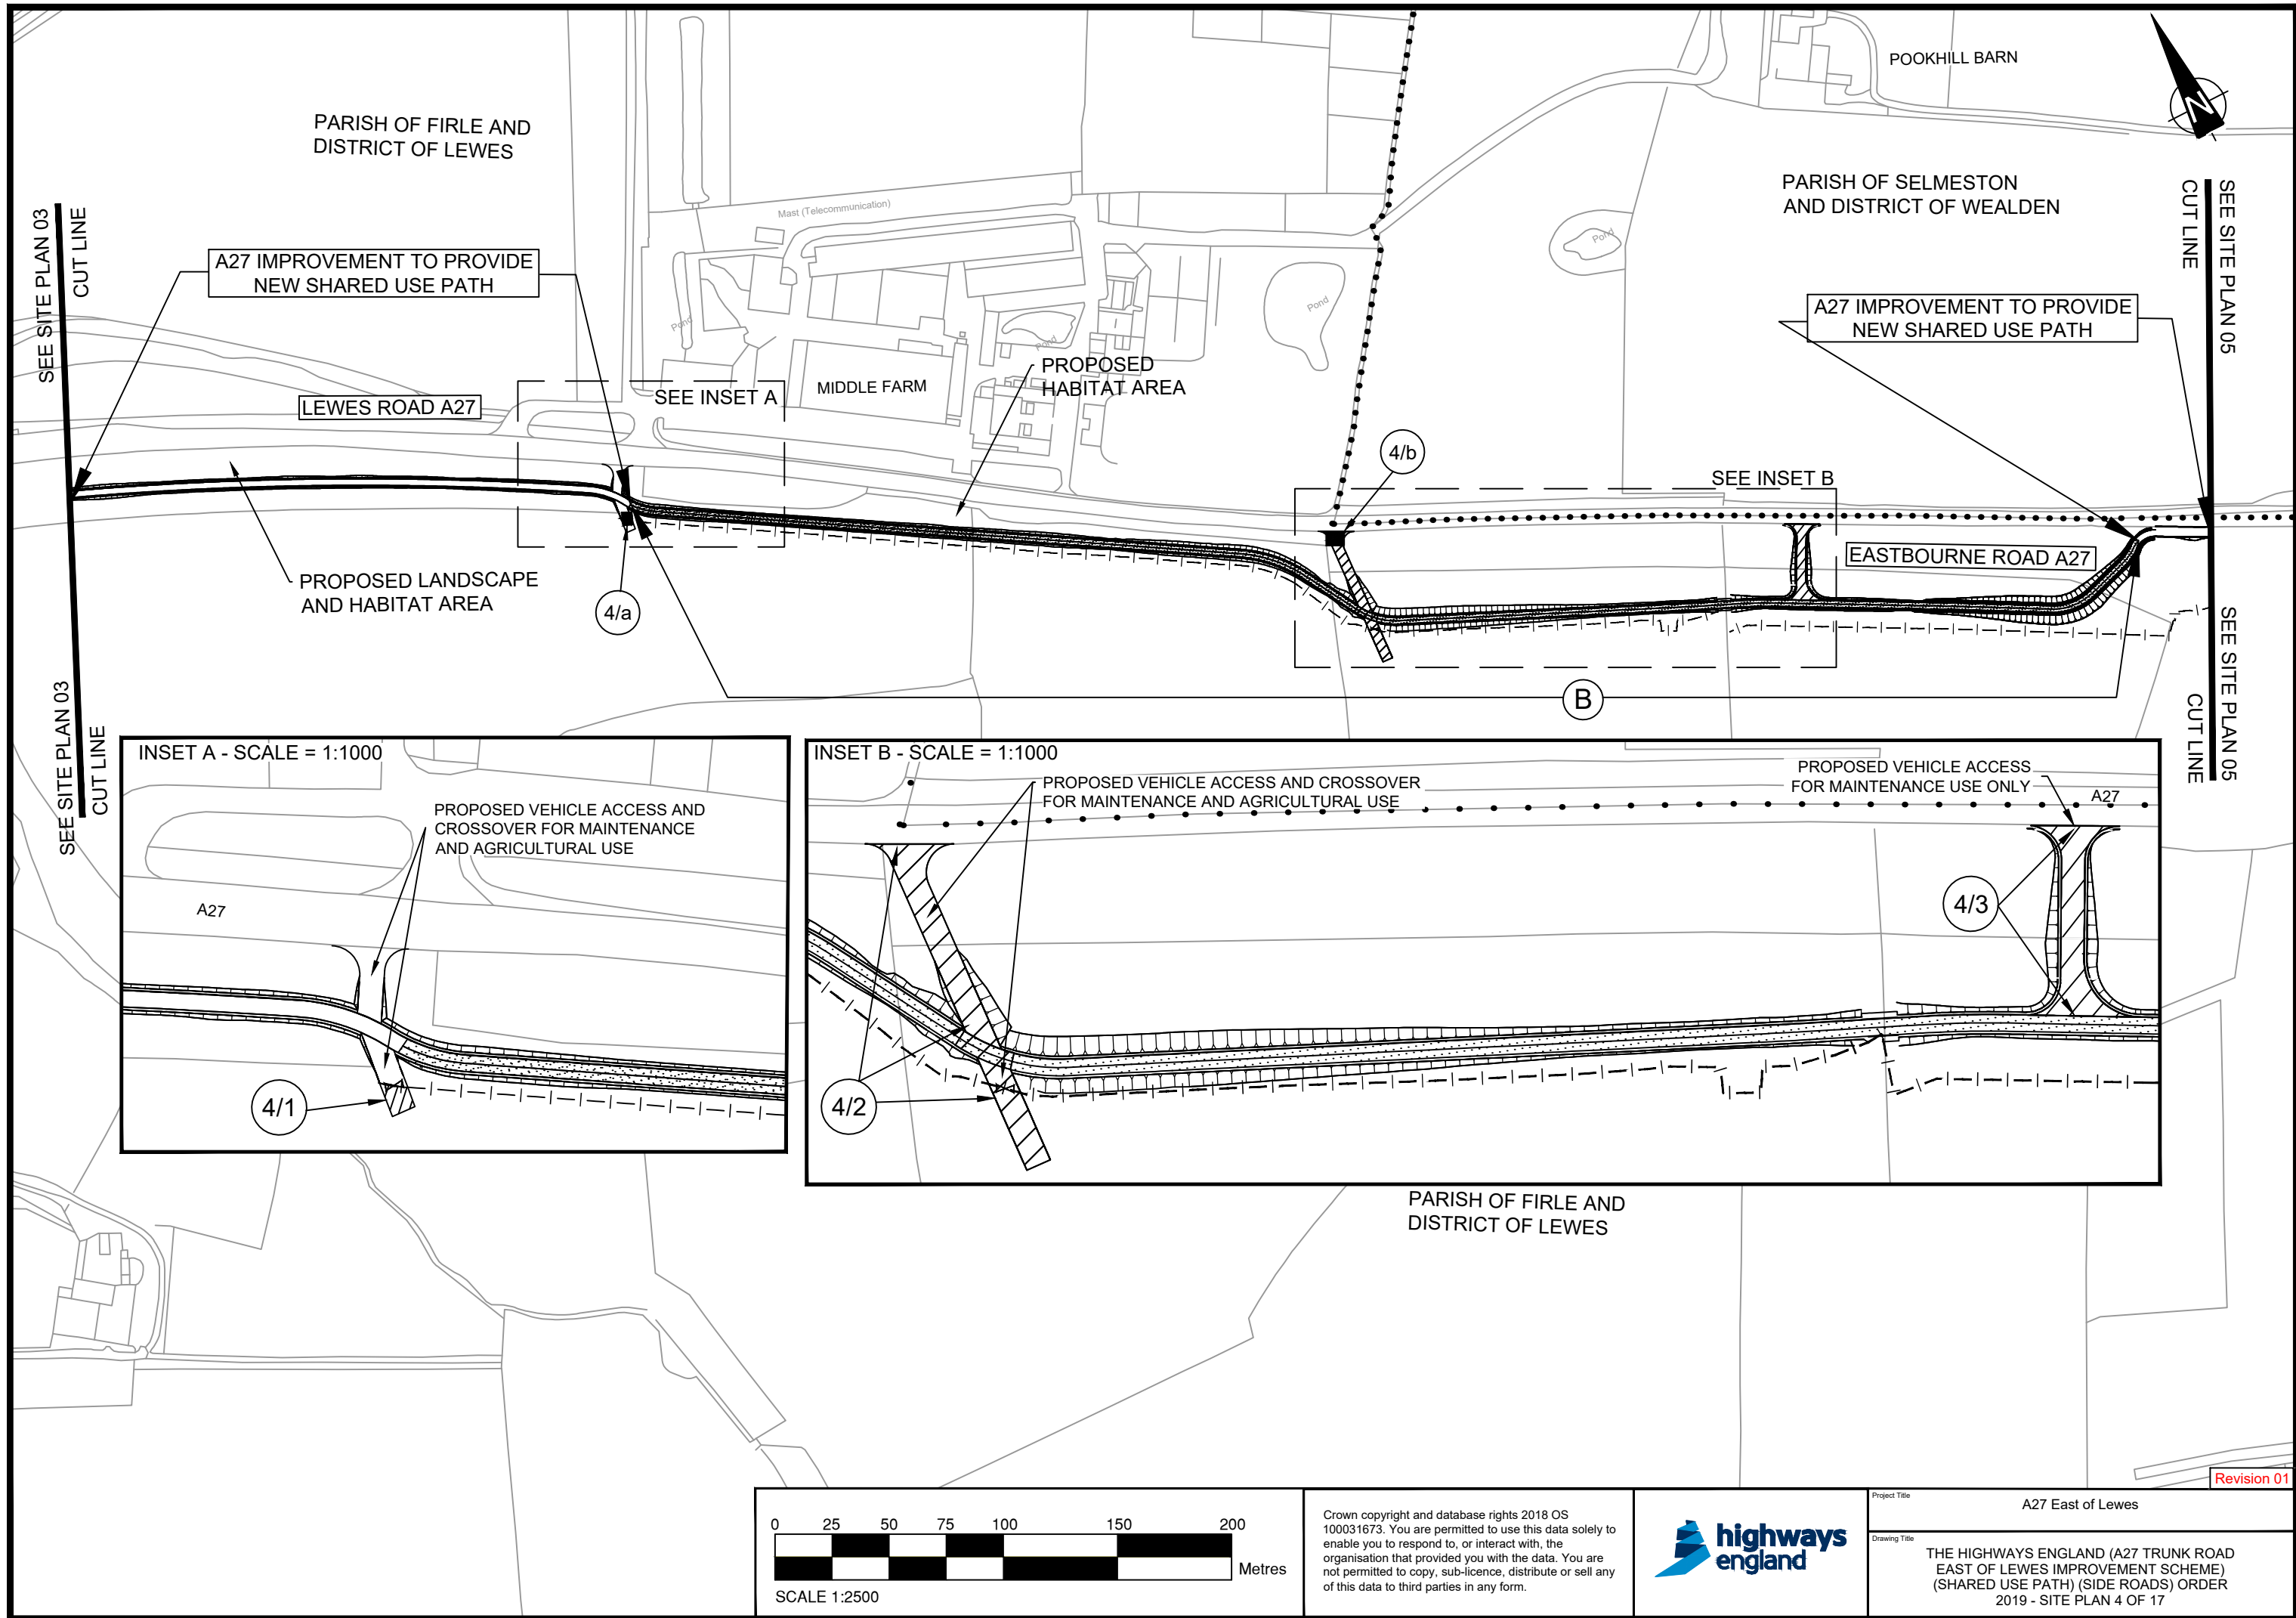 POOKHILL BARN
N
PARISH OF FIRLE AND
DISTRICT OF LEWES
PARISH OF SELMESTON
AND DISTRICT OF WEALDEN
SEE SITE PLAN 03
CUT LINE
SEE SITE PLAN 05
CUT LINE
Mast (Telecommunication)
Pond
A27 IMPROVEMENT TO PROVIDE
NEW SHARED USE PATH
Pond
Pond
Pond
A27 IMPROVEMENT TO PROVIDE
NEW SHARED USE PATH
LEWES ROAD A27
SEE INSET A
MIDDLE FARM
PROPOSED
HABITAT AREA
4/b
SEE INSET B
EASTBOURNE ROAD A27
PROPOSED LANDSCAPE
AND HABITAT AREA
4/a
B
SEE SITE PLAN 03
CUT LINE
SEE SITE PLAN 05
CUT LINE
INSET A - SCALE = 1:1000
PROPOSED VEHICLE ACCESS AND
CROSSOVER FOR MAINTENANCE
AND AGRICULTURAL USE
A27
4/1
INSET B - SCALE = 1:1000
PROPOSED VEHICLE ACCESS AND CROSSOVER
FOR MAINTENANCE AND AGRICULTURAL USE
PROPOSED VEHICLE ACCESS
FOR MAINTENANCE USE ONLY
A27
4/3
4/2
PARISH OF FIRLE AND
DISTRICT OF LEWES
Revision 01
0 25 50 75 100 150 200
Metres
SCALE 1:2500
Crown copyright and database rights 2018 OS
100031673. You are permitted to use this data solely to
enable you to respond to, or interact with, the
organisation that provided you with the data. You are
not permitted to copy, sub-licence, distribute or sell any
of this data to third parties in any form.
highways
england
Project Title
A27 East of Lewes
Drawing Title
THE HIGHWAYS ENGLAND (A27 TRUNK ROAD
EAST OF LEWES IMPROVEMENT SCHEME)
(SHARED USE PATH) (SIDE ROADS) ORDER
2019 - SITE PLAN 4 OF 17